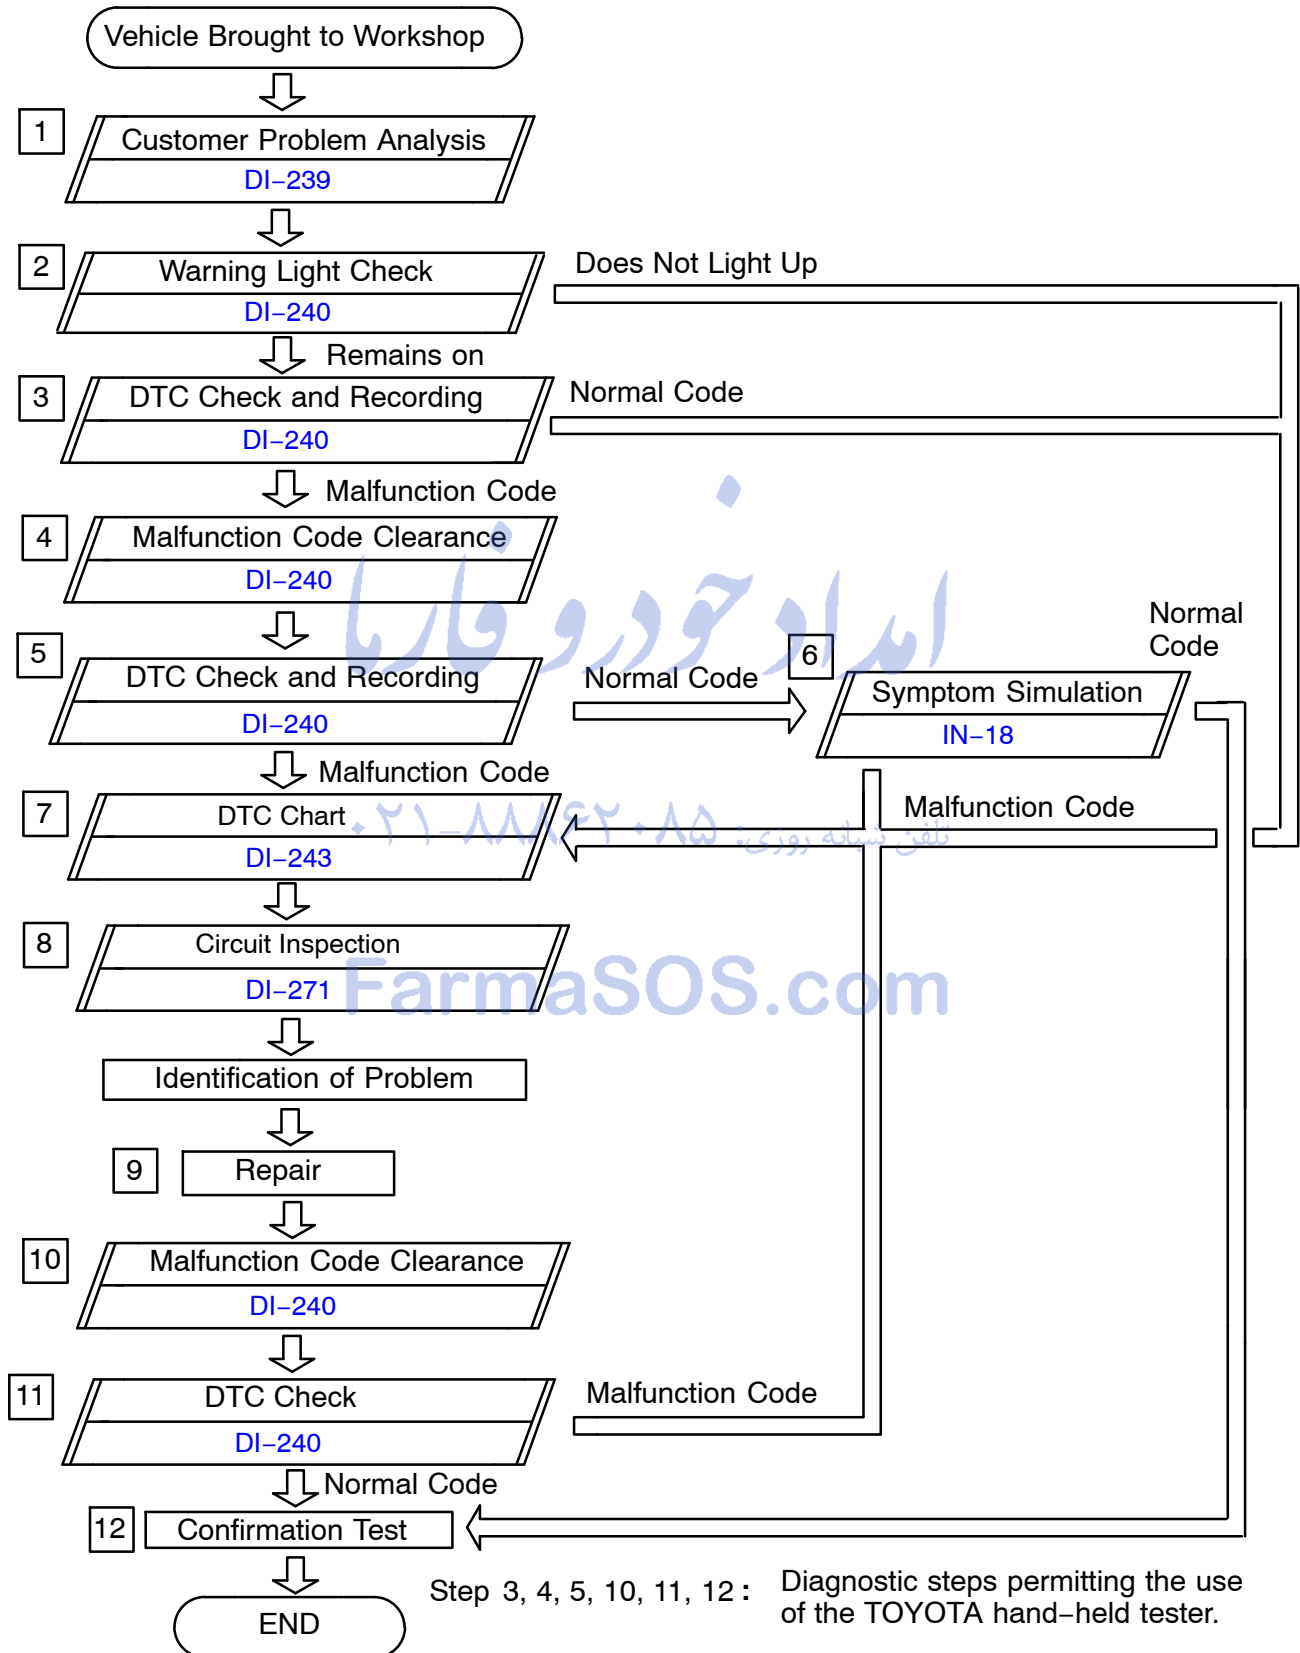 Vehicle Brought to Workshop
1
Customer Problem Analysis
DI−239
2
Warning Light Check
DI−240
Does Not Light Up
Remains on
3
DTC Check and Recording
DI−240
Normal Code
Malfunction Code
4
Malfunction Code Clearance
DI−240
امداد خودرو فارما
5
DTC Check and Recording
DI−240
Normal Code
6
Symptom Simulation
IN−18
Normal
Code
Malfunction Code
7
DTC Chart
DI−243
Malfunction Code
تلفن شبانه روزی: ۸۸۸۶۲۰۸۵-۰۲۱
8
Circuit Inspection
DI−271
FarmaSOS.com
Identification of Problem
9
Repair
10
Malfunction Code Clearance
DI−240
11
DTC Check
DI−240
Malfunction Code
Normal Code
12
Confirmation Test
END
Step 3, 4, 5, 10, 11, 12 :
Diagnostic steps permitting the use
of the TOYOTA hand−held tester.